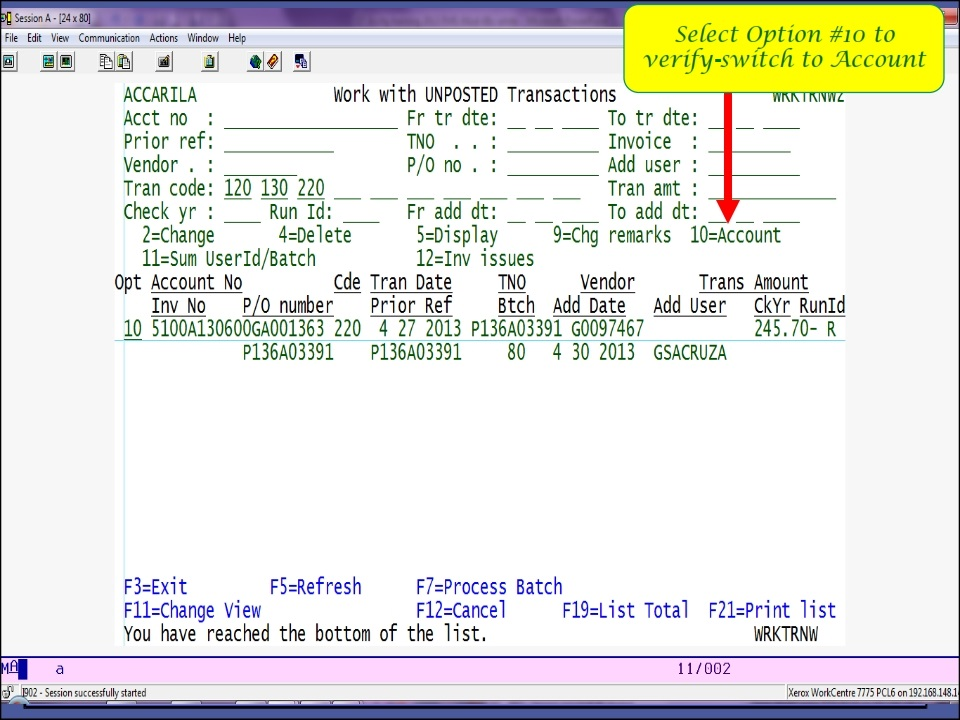 Session A - [24 x 80]
File Edit View Communication Actions Window Help
Select Option #10 to
verify-switch to Account
ACCARILA Work with UNPOSTED Transactions WRKTRNWZ
Acct no : Fr tr dte: To tr dte:
Prior ref: TNO . . : Invoice :
Vendor . : P/O no . : Add user :
Tran code: 120 130 220 Tran amt :
Check yr : Run Id: Fr add dt: To add dt:
2=Change 4=Delete 5=Display 9=Chg remarks 10=Account
11=Sum UserId/Batch 12=Inv issues
Opt Account No Cde Tran Date TNO Vendor Trans Amount
Inv No P/O number Prior Ref Btch Add Date Add User CkYr RunId
10 5100A130600GA001363 220 4 27 2013 P136A03391 G0097467 245.70- R
P136A03391 P136A03391 80 4 30 2013 GSACRUZA
F3=Exit F5=Refresh F7=Process Batch
F11=Change View F12=Cancel F19=List Total F21=Print list
You have reached the bottom of the list. WRKTRNW
MA a 11/002
I902 - Session successfully started Xerox WorkCentre 7775 PCL6 on 192.168.148.1